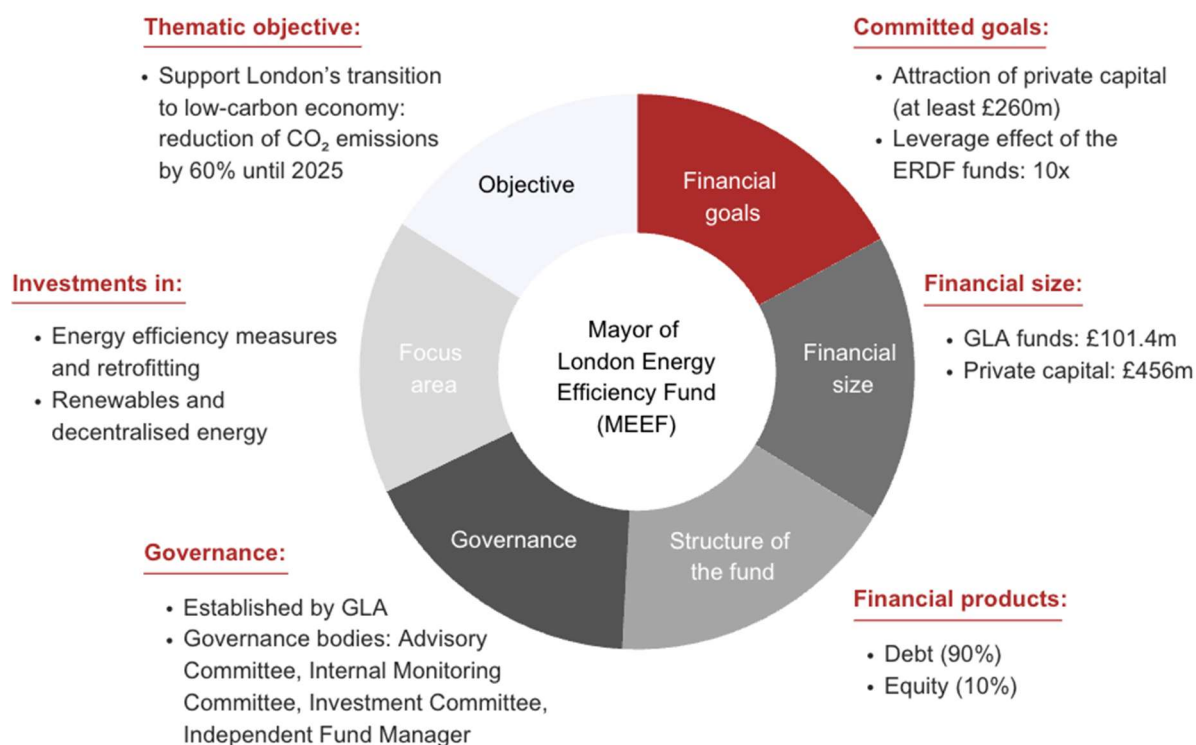 Thematic objective:
• Support London's transition
to low-carbon economy:
reduction of CO₂ emissions
by 60% until 2025
Committed goals:
• Attraction of private capital
(at least £260m)
• Leverage effect of the
ERDF funds: 10x
Objective
Financial
goals
Investments in:
• Energy efficiency measures
and retrofitting
• Renewables and
decentralised energy
Focus
area
Mayor of
London Energy
Efficiency Fund
(MEEF)
Financial
size
Financial size:
• GLA funds: £101.4m
• Private capital: £456m
Governance
Structure of
the fund
Governance:
• Established by GLA
• Governance bodies: Advisory
Committee, Internal Monitoring
Committee, Investment Committee,
Independent Fund Manager
Financial products:
• Debt (90%)
• Equity (10%)